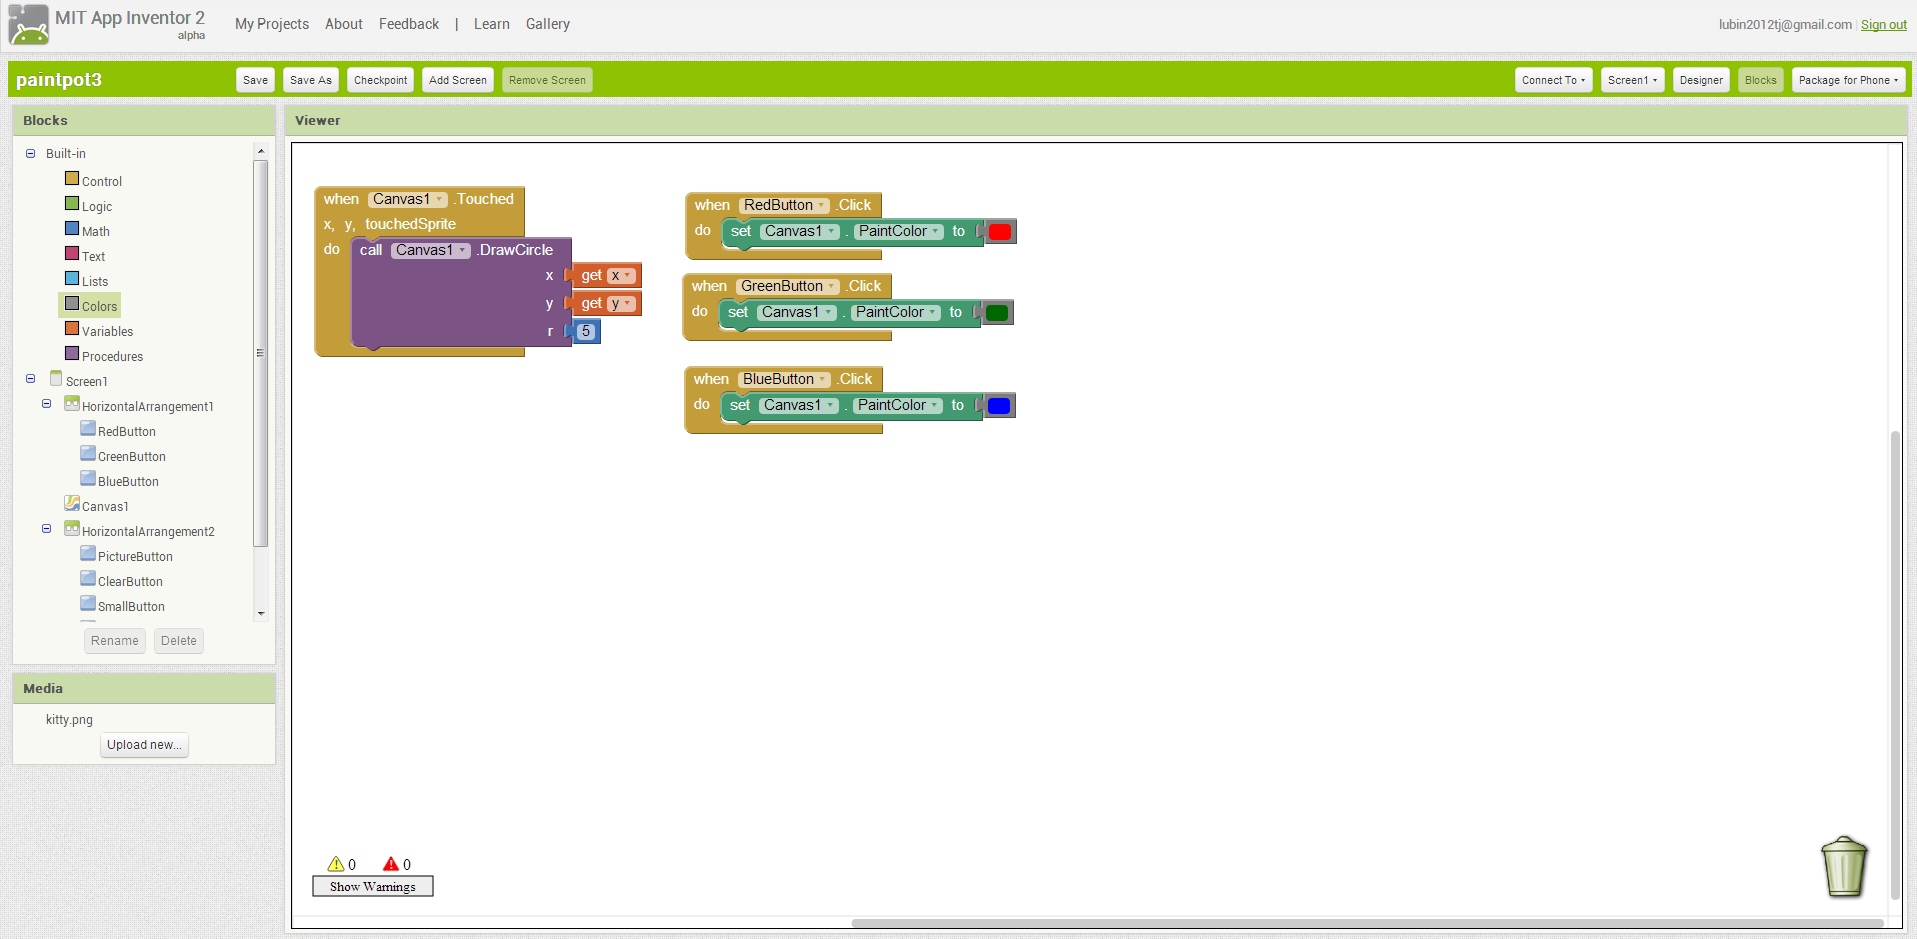 MIT App Inventor 2
alpha
My Projects About Feedback | Learn Gallery
lubin2012tj@gmail.com | Sign out
paintpot3
Save Save As Checkpoint Add Screen Remove Screen
Connect To Screen1 Designer Blocks Package for Phone
Blocks
Built-in
Control
Logic
Math
Text
Lists
Colors
Variables
Procedures
Screen1
HorizontalArrangement1
RedButton
GreenButton
BlueButton
Canvas1
HorizontalArrangement2
PictureButton
ClearButton
SmallButton
Rename Delete
Media
kitty.png
Upload new...
Viewer
when Canvas1 .Touched
x, y, touchedSprite
do call Canvas1 .DrawCircle
x get x
y get y
r 5
when RedButton .Click
do set Canvas1 . PaintColor to
when GreenButton .Click
do set Canvas1 . PaintColor to
when BlueButton .Click
do set Canvas1 . PaintColor to
0 0
Show Warnings